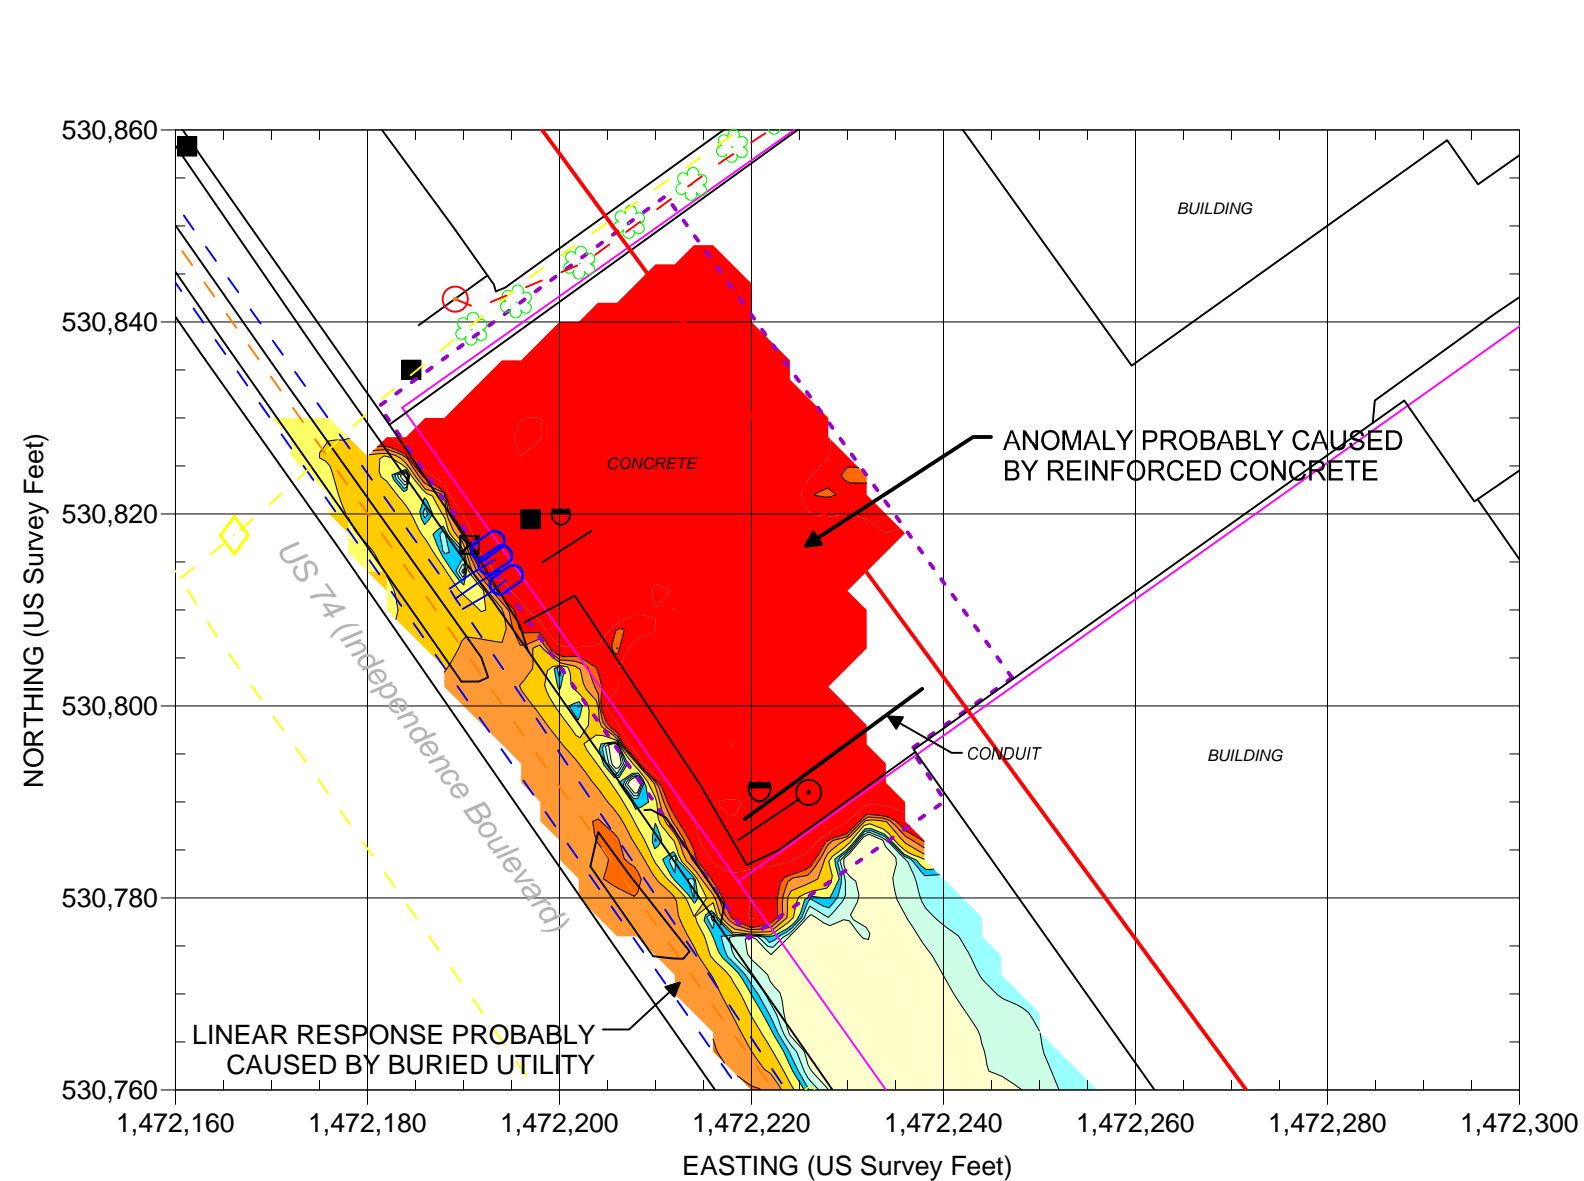 530,860
530,840
530,820
530,800
530,780
530,760
NORTHING (US Survey Feet)
BUILDING
ANOMALY PROBABLY CAUSED
BY REINFORCED CONCRETE
CONCRETE
US 74 (Independence Boulevard)
CONDUIT
BUILDING
LINEAR RESPONSE PROBABLY
CAUSED BY BURIED UTILITY
1,472,160
1,472,180
1,472,200
1,472,220
1,472,240
1,472,260
1,472,280
1,472,300
EASTING (US Survey Feet)